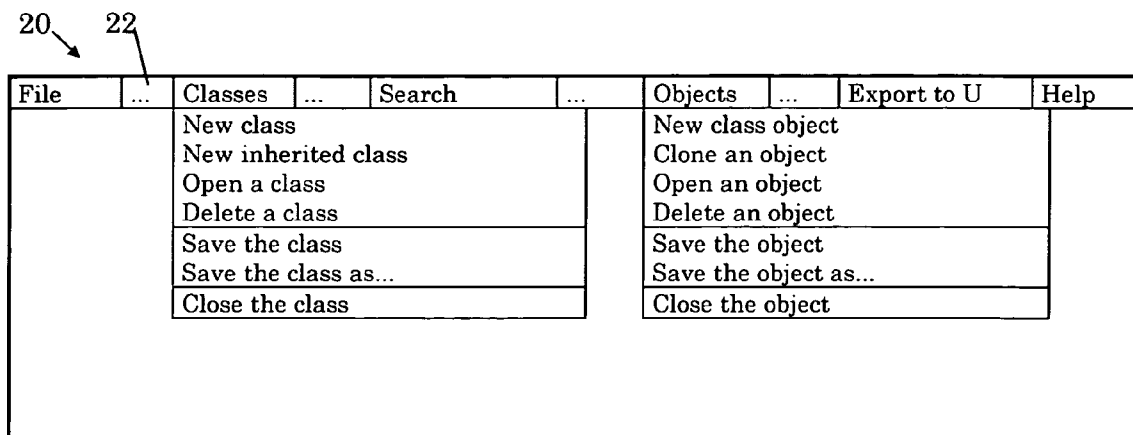 20 22
File ... Classes ... Search ... Objects ... Export to U Help
New class
New inherited class
Open a class
Delete a class
Save the class
Save the class as...
Close the class
New class object
Clone an object
Open an object
Delete an object
Save the object
Save the object as...
Close the object